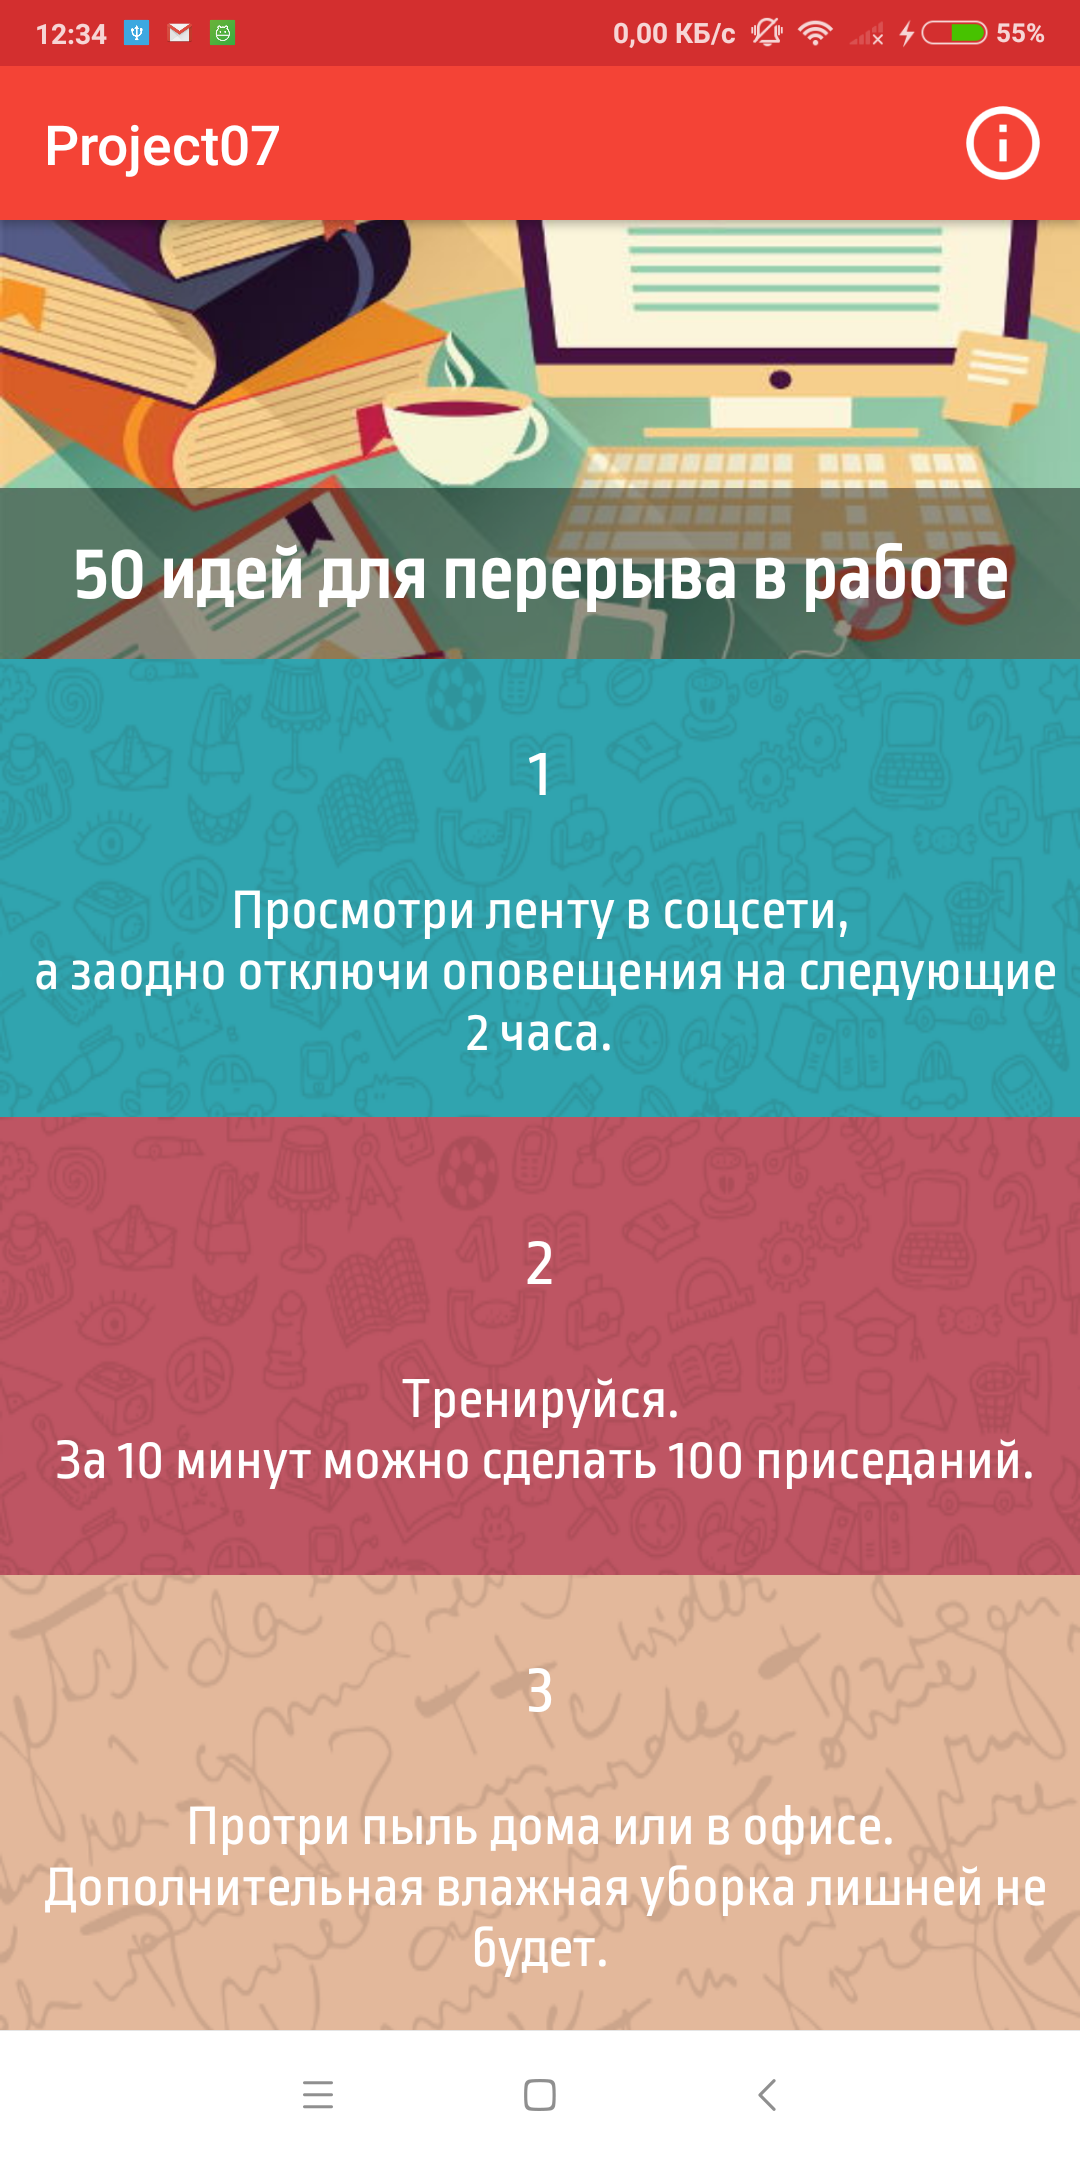 12:34 0,00 КБ/с 55%
Project07
50 идей для перерыва в работе
1
Просмотри ленту в соцсети,
а заодно отключи оповещения на следующие
2 часа.
2
Тренируйся.
За 10 минут можно сделать 100 приседаний.
3
Протри пыль дома или в офисе.
Дополнительная влажная уборка лишней не
будет.